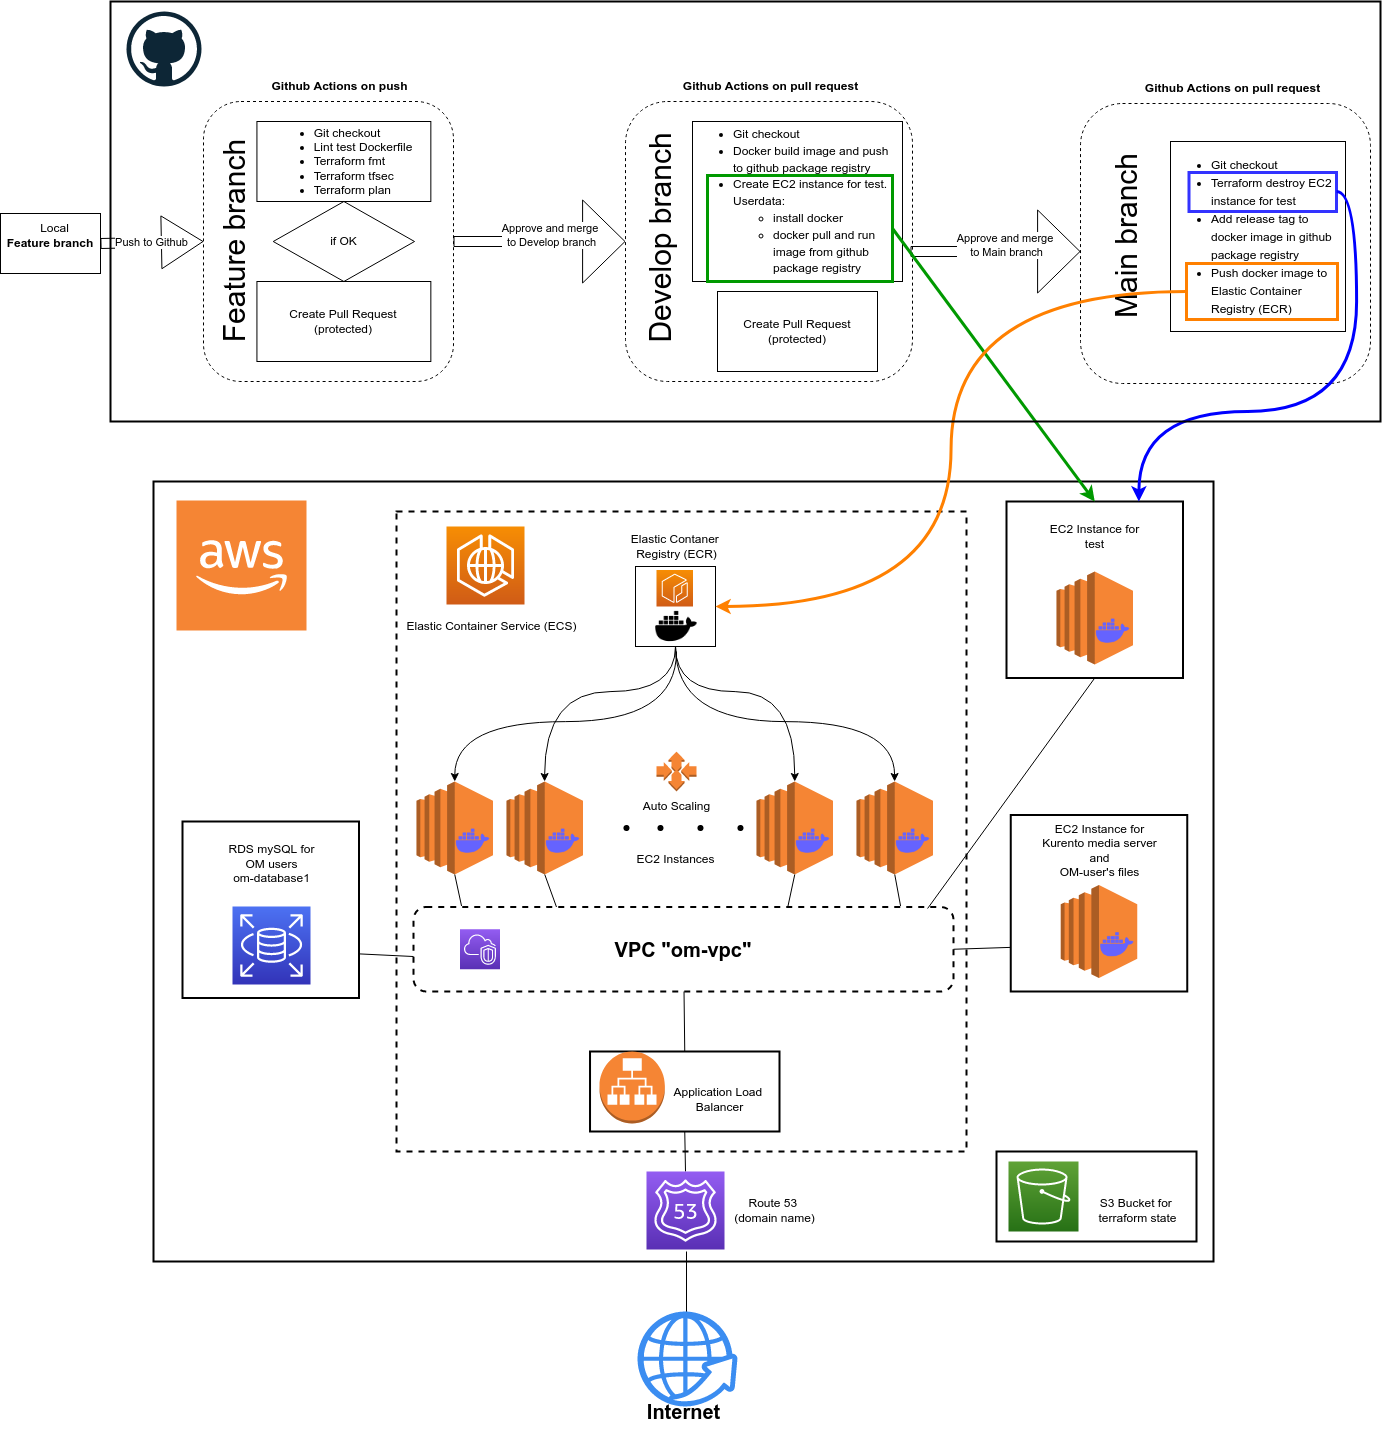 Github Actions on push
Github Actions on pull request
Github Actions on pull request
Local
Feature branch
Push to Github
Feature branch
Git checkout
Lint test Dockerfile
Terraform fmt
Terraform tfsec
Terraform plan
if OK
Create Pull Request
(protected)
Approve and merge
to Develop branch
Develop branch
Git checkout
Docker build image and push
to github package registry
Create EC2 instance for test.
Userdata:
install docker
docker pull and run
image from github
package registry
Create Pull Request
(protected)
Approve and merge
to Main branch
Main branch
Git checkout
Terraform destroy EC2
instance for test
Add release tag to
docker image in github
package registry
Push docker image to
Elastic Container
Registry (ECR)
aws
Elastic Container Service (ECS)
Elastic Contaner
Registry (ECR)
EC2 Instance for
test
Auto Scaling
EC2 Instances
RDS mySQL for
OM users
om-database1
EC2 Instance for
Kurento media server
and
OM-user's files
VPC "om-vpc"
Application Load
Balancer
53
Route 53
(domain name)
S3 Bucket for
terraform state
Internet